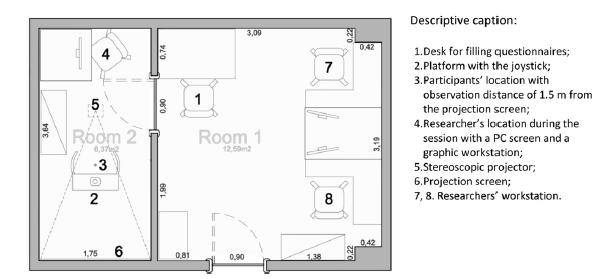 Descriptive caption:
1.Desk for filling questionnaires;
2.Platform with the joystick;
3.Participants' location with
observation distance of 1.5 m from
the projection screen;
4.Researcher's location during the
session with a PC screen and a
graphic workstation;
5.Stereoscopic projector;
6.Projection screen;
7, 8. Researchers' workstation.
3,09
0,22
0,42
0,74
4
7
5
1
0,90
3,64
Room 2
6,37m2
Room 1
12,59m2
3,19
3
2
8
1,99
0,42
1,75
6
0,81
0,90
1,38
0,22